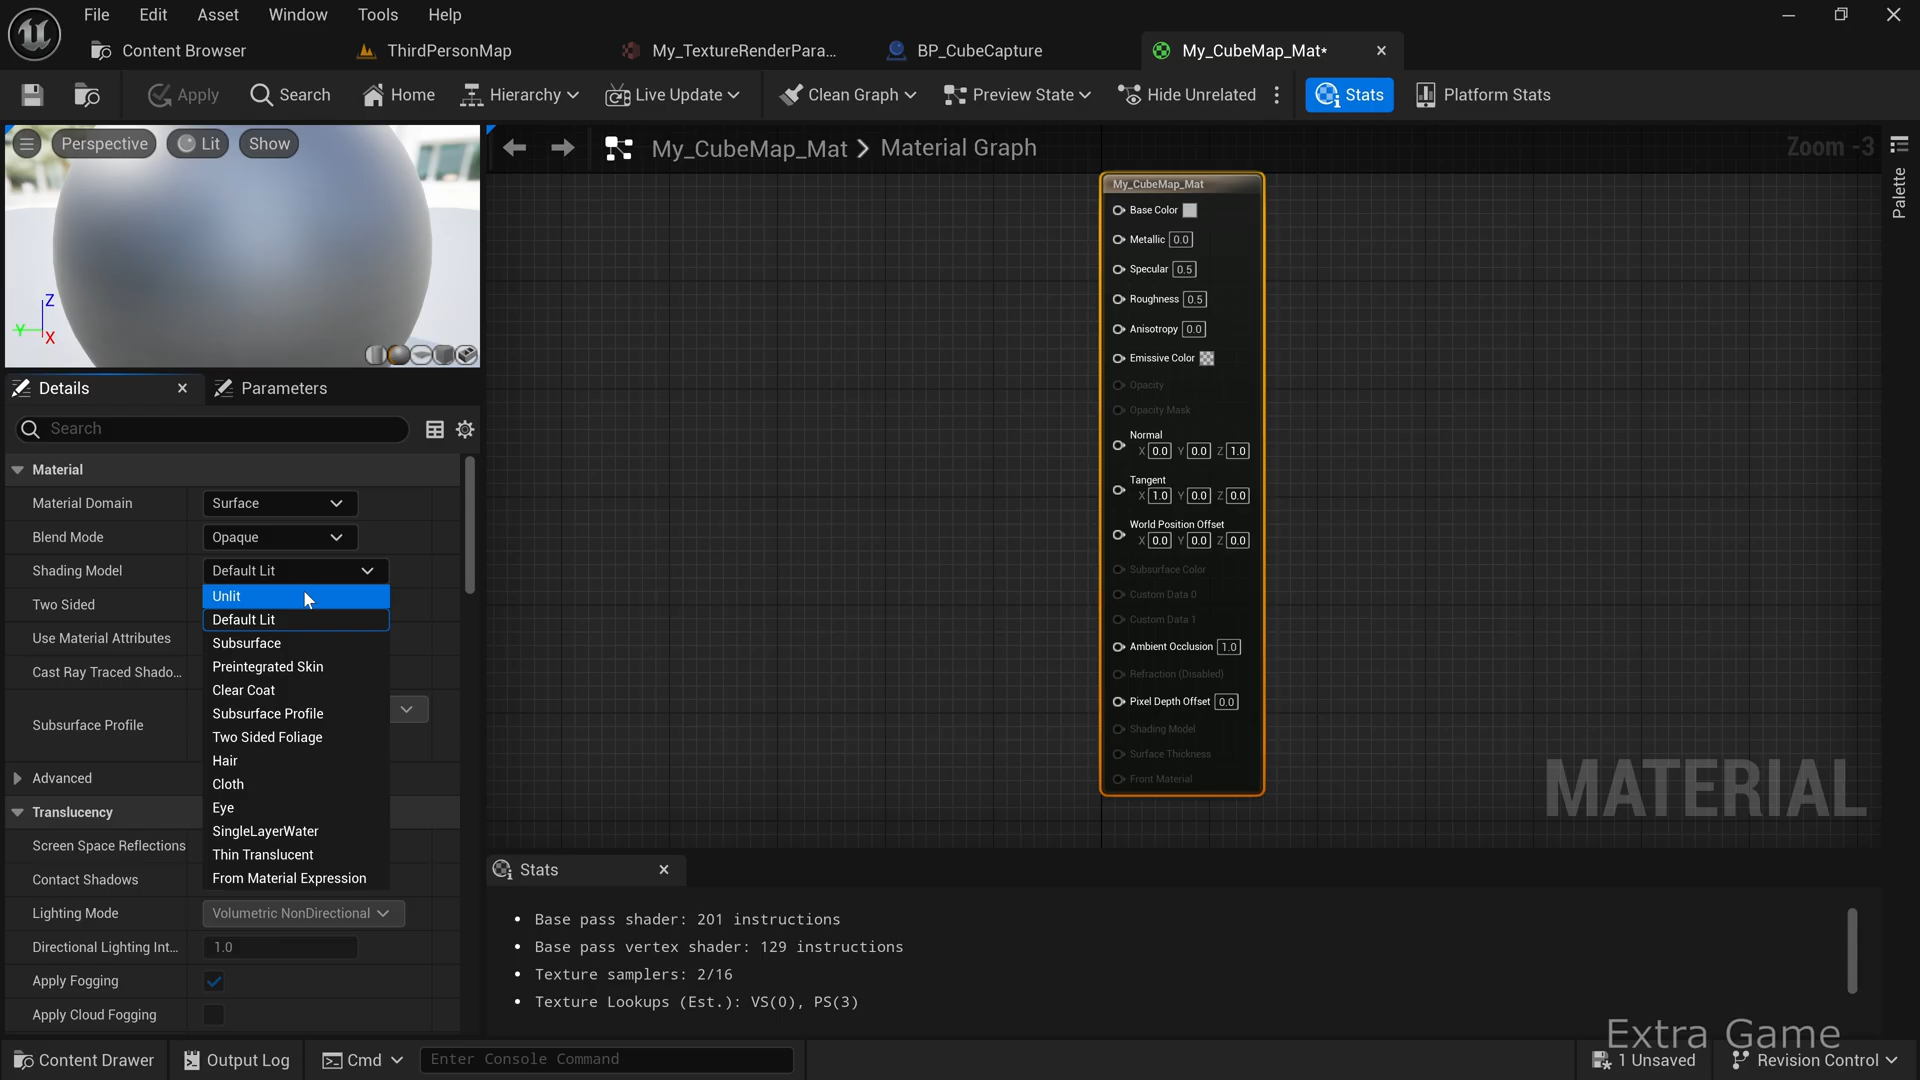 File Edit Asset Window Tools Help
Content Browser ThirdPersonMap My_TextureRenderPara... BP_CubeCapture My_CubeMap_Mat*
Apply Search Home Hierarchy Live Update Clean Graph Preview State Hide Unrelated Stats Platform Stats
Perspective Lit Show
My_CubeMap_Mat > Material Graph
Zoom -3
Palette
Z
Y
X
My_CubeMap_Mat
Base Color
Metallic 0.0
Specular 0.5
Roughness 0.5
Anisotropy 0.0
Emissive Color
Opacity
Opacity Mask
Normal
X 0.0 Y 0.0 Z 1.0
Tangent
X 1.0 Y 0.0 Z 0.0
World Position Offset
X 0.0 Y 0.0 Z 0.0
Subsurface Color
Custom Data 0
Custom Data 1
Ambient Occlusion 1.0
Refraction (Disabled)
Pixel Depth Offset 0.0
Shading Model
Surface Thickness
Front Material
MATERIAL
Details Parameters
Search
Material
Material Domain Surface
Blend Mode Opaque
Shading Model Default Lit
Two Sided
Use Material Attributes
Cast Ray Traced Shado...
Subsurface Profile
Advanced
Translucency
Screen Space Reflections
Contact Shadows
Lighting Mode Volumetric NonDirectional
Directional Lighting Int... 1.0
Apply Fogging
Apply Cloud Fogging
Unlit
Default Lit
Subsurface
Preintegrated Skin
Clear Coat
Subsurface Profile
Two Sided Foliage
Hair
Cloth
Eye
SingleLayerWater
Thin Translucent
From Material Expression
Stats
• Base pass shader: 201 instructions
• Base pass vertex shader: 129 instructions
• Texture samplers: 2/16
• Texture Lookups (Est.): VS(0), PS(3)
Extra Game
Content Drawer Output Log Cmd Enter Console Command 1 Unsaved Revision Control